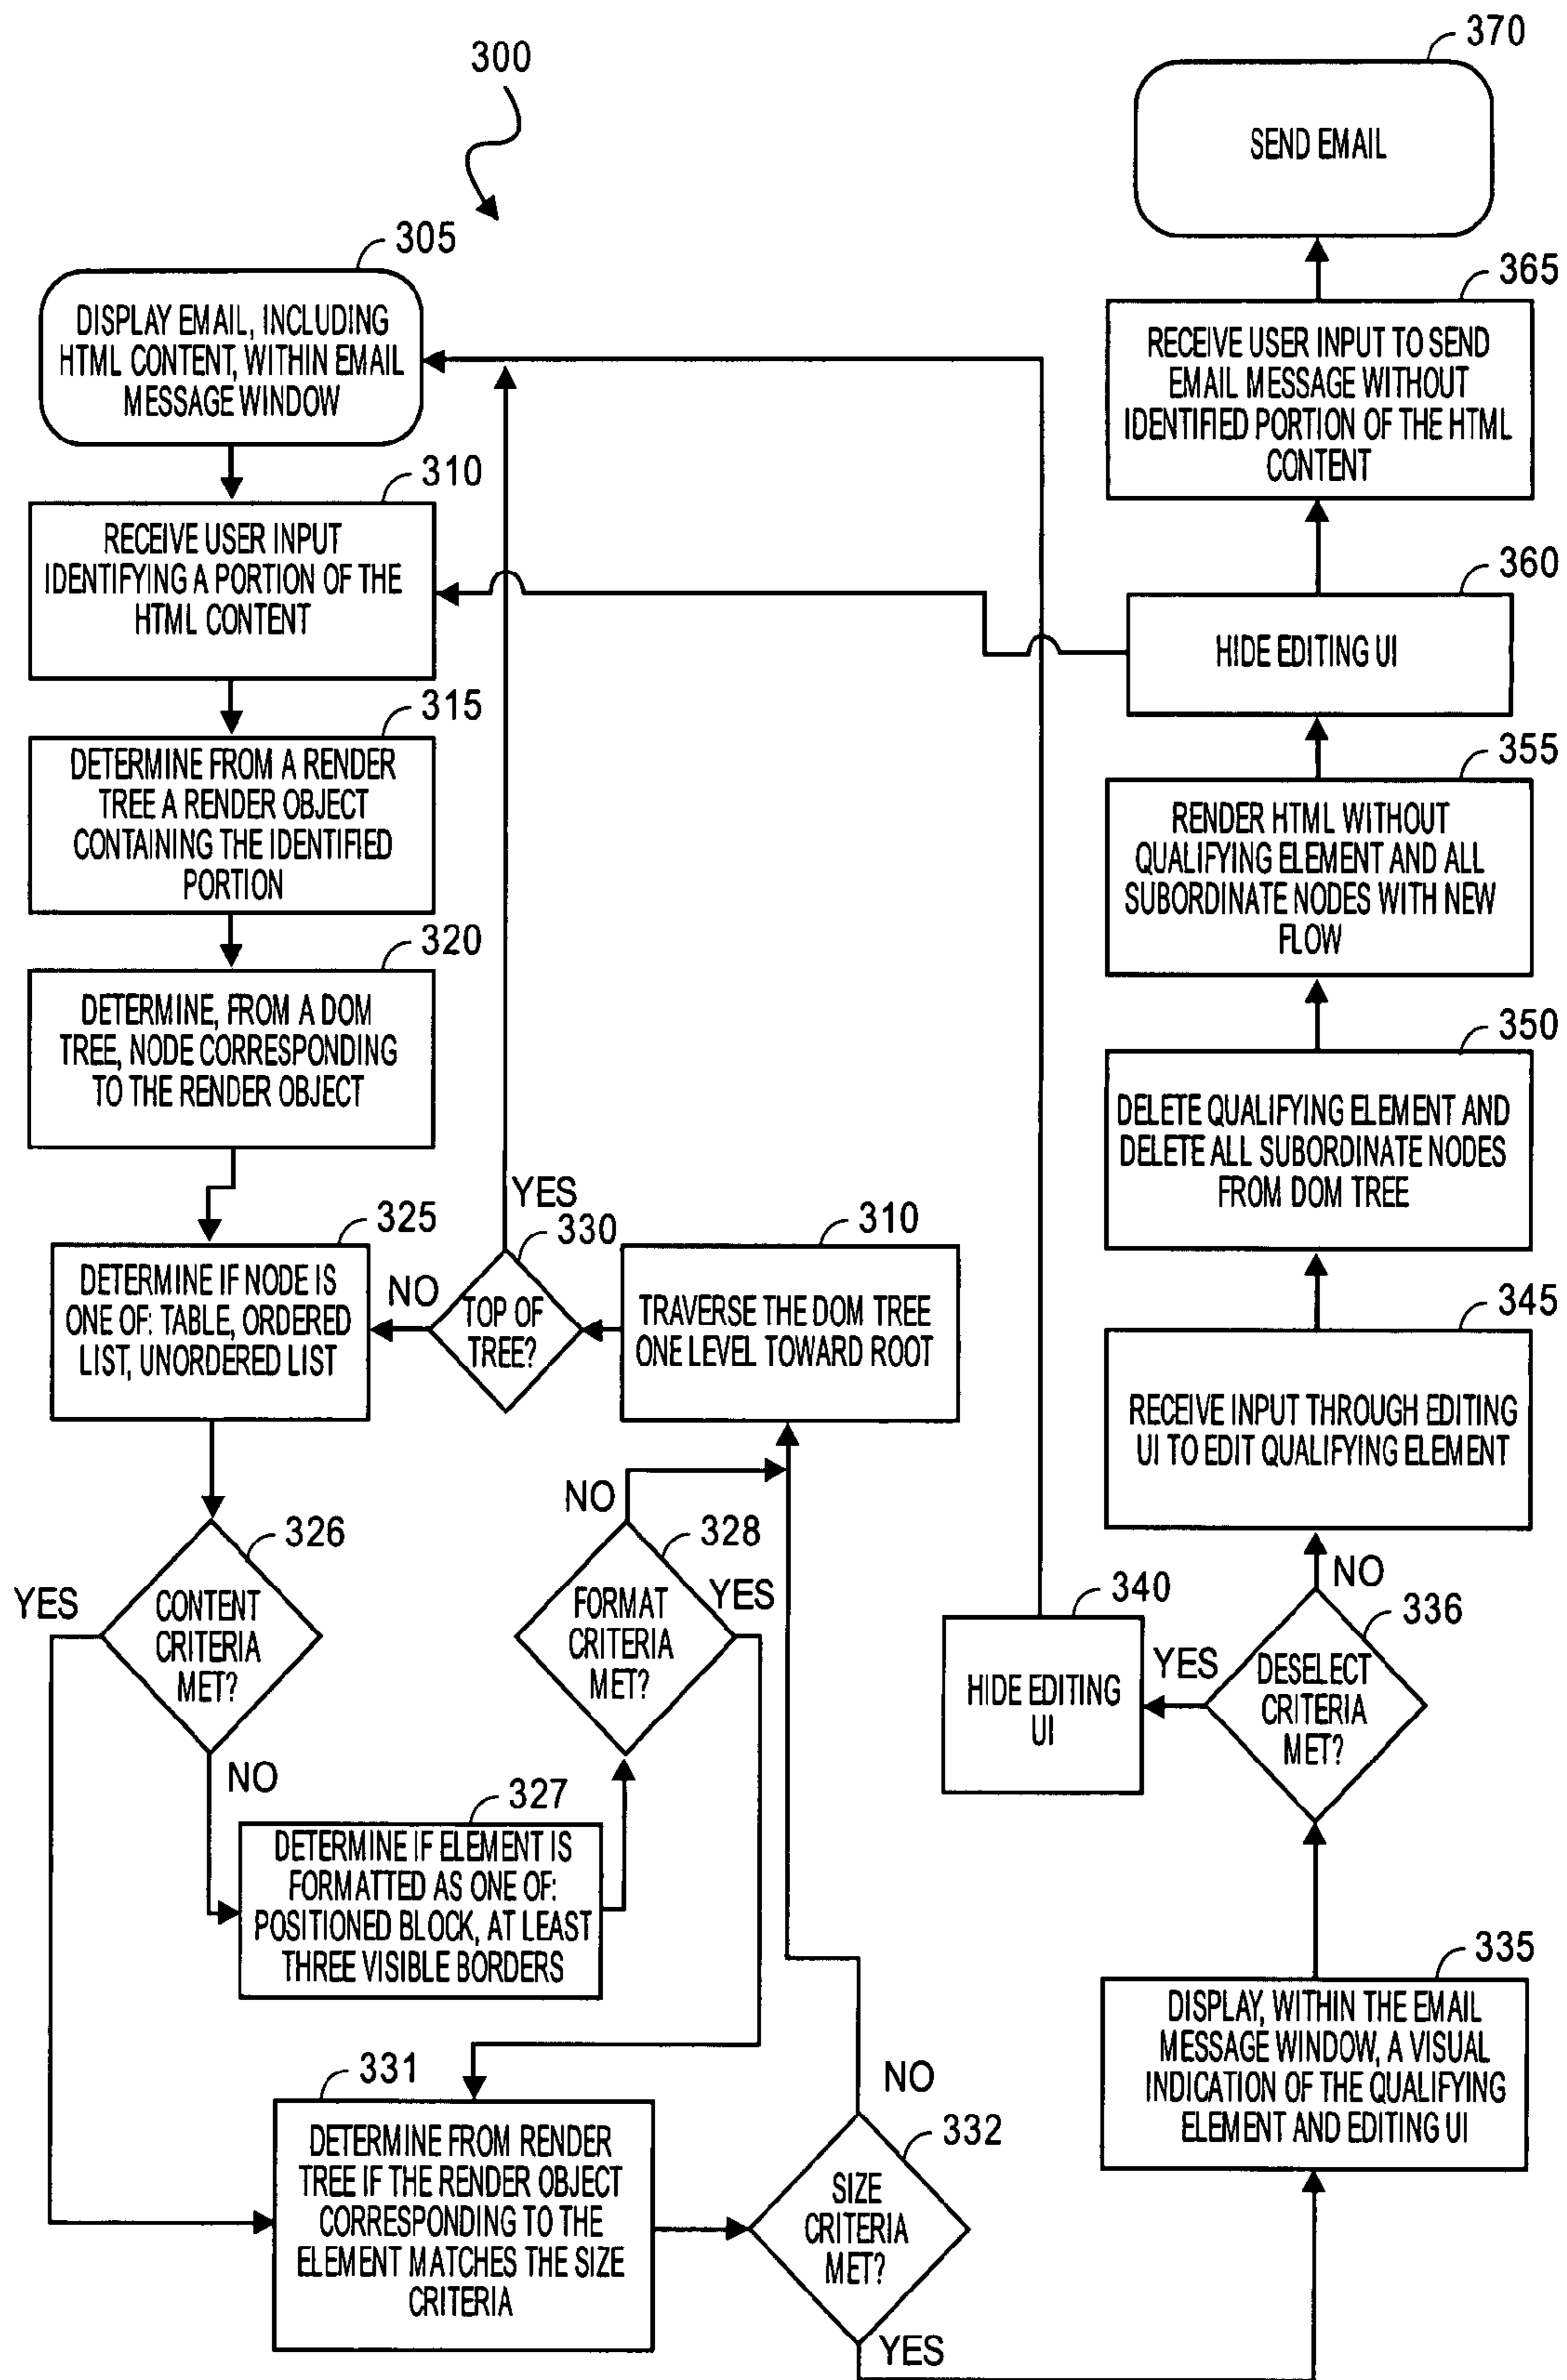 300
305
DISPLAY EMAIL, INCLUDING
HTML CONTENT, WITHIN EMAIL
MESSAGE WINDOW
310
RECEIVE USER INPUT
IDENTIFYING A PORTION OF THE
HTML CONTENT
315
DETERMINE FROM A RENDER
TREE A RENDER OBJECT
CONTAINING THE IDENTIFIED
PORTION
320
DETERMINE, FROM A DOM
TREE, NODE CORRESPONDING
TO THE RENDER OBJECT
325
DETERMINE IF NODE IS
ONE OF: TABLE, ORDERED
LIST, UNORDERED LIST
NO
YES
330
TOP OF
TREE?
310
TRAVERSE THE DOM TREE
ONE LEVEL TOWARD ROOT
326
YES
CONTENT
CRITERIA
MET?
NO
327
DETERMINE IF ELEMENT IS
FORMATTED AS ONE OF:
POSITIONED BLOCK, AT LEAST
THREE VISIBLE BORDERS
NO
328
YES
FORMAT
CRITERIA
MET?
331
DETERMINE FROM RENDER
TREE IF THE RENDER OBJECT
CORRESPONDING TO THE
ELEMENT MATCHES THE SIZE
CRITERIA
NO
332
SIZE
CRITERIA
MET?
YES
335
DISPLAY, WITHIN THE EMAIL
MESSAGE WINDOW, A VISUAL
INDICATION OF THE QUALIFYING
ELEMENT AND EDITING UI
336
DESELECT
CRITERIA
MET?
YES
NO
340
HIDE EDITING
UI
345
RECEIVE INPUT THROUGH EDITING
UI TO EDIT QUALIFYING ELEMENT
350
DELETE QUALIFYING ELEMENT AND
DELETE ALL SUBORDINATE NODES
FROM DOM TREE
355
RENDER HTML WITHOUT
QUALIFYING ELEMENT AND ALL
SUBORDINATE NODES WITH NEW
FLOW
360
HIDE EDITING UI
365
RECEIVE USER INPUT TO SEND
EMAIL MESSAGE WITHOUT
IDENTIFIED PORTION OF THE HTML
CONTENT
370
SEND EMAIL